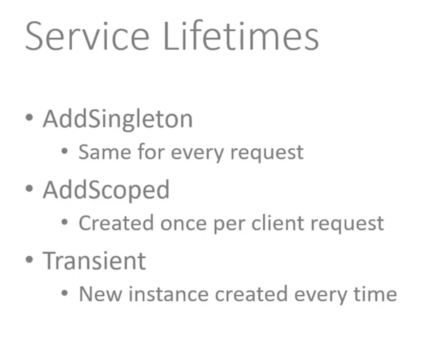 Service Lifetimes
• AddSingleton
• Same for every request
• AddScoped
• Created once per client request
• Transient
• New instance created every time